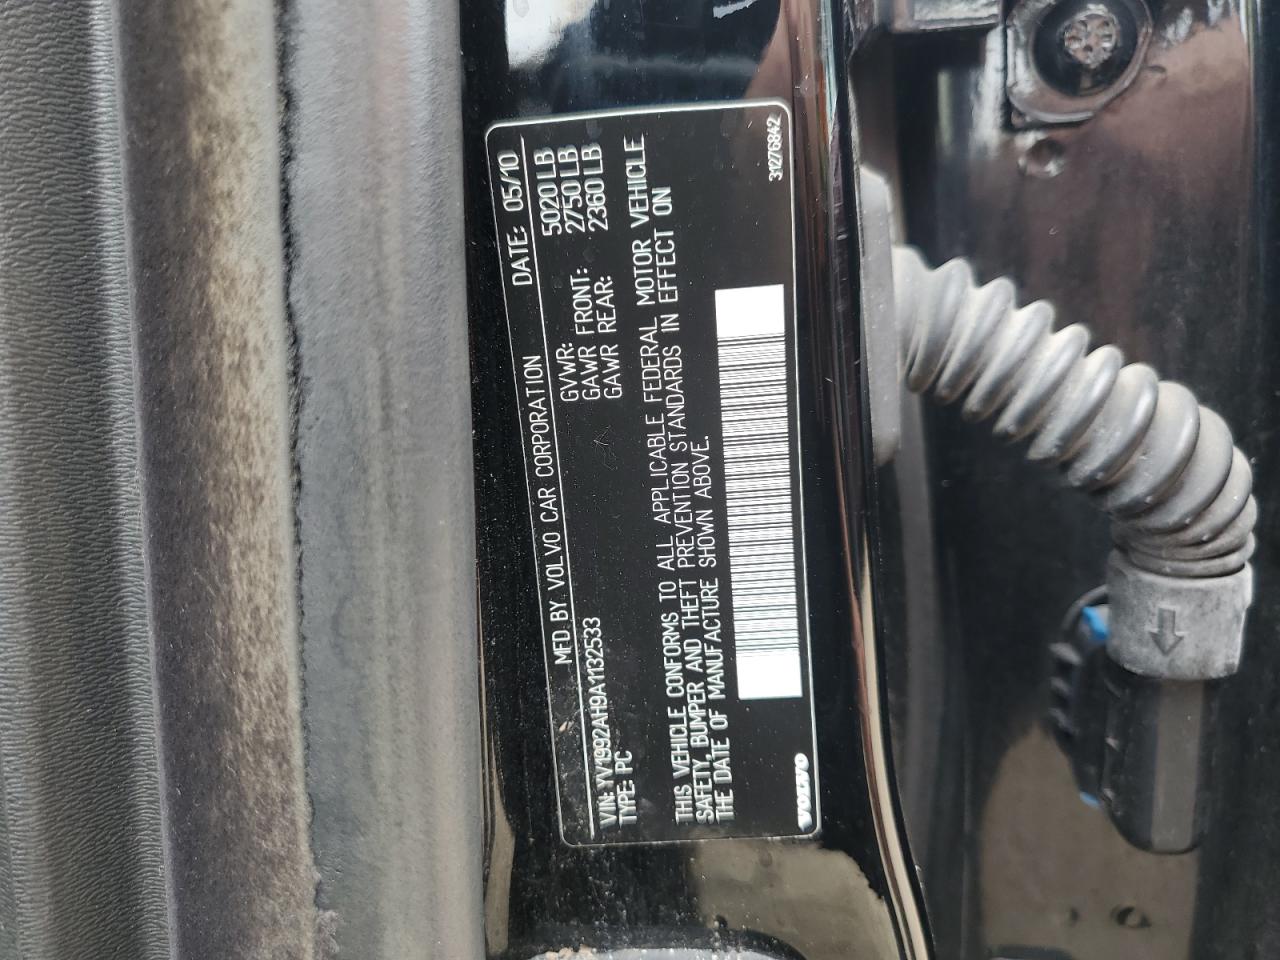 MFD. BY VOLVO CAR CORPORATION DATE: 05/10
GVWR: 5020 LB
GAWR FRONT: 2750 LB
GAWR REAR: 2360 LB
VIN: YV1992AH9A1132533
TYPE: PC
THIS VEHICLE CONFORMS TO ALL APPLICABLE FEDERAL MOTOR VEHICLE
SAFETY, BUMPER AND THEFT PREVENTION STANDARDS IN EFFECT ON
THE DATE OF MANUFACTURE SHOWN ABOVE.
VOLVO
31276842